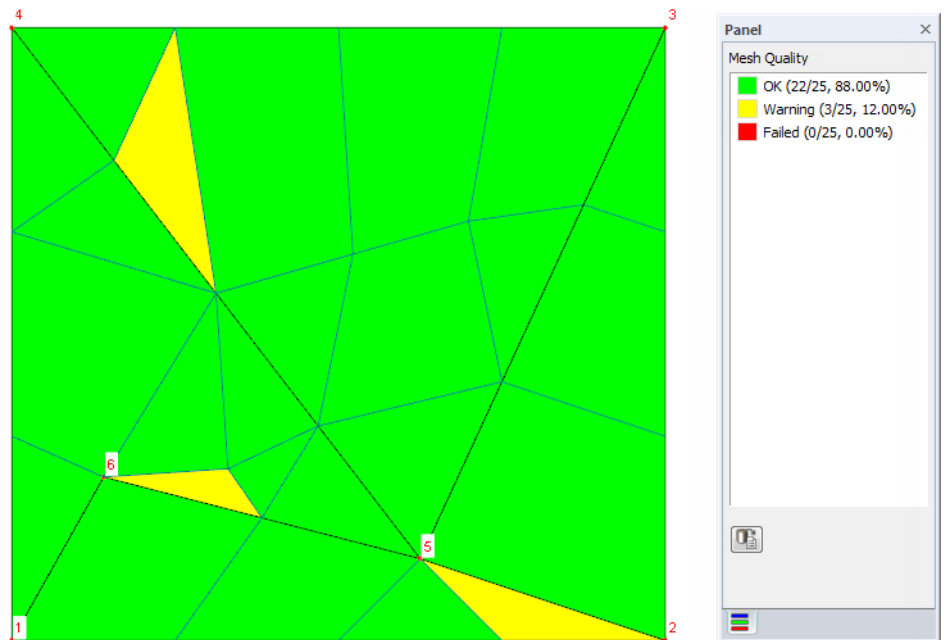 4
3
6
5
1
2
Panel
Mesh Quality
OK (22/25, 88.00%)
Warning (3/25, 12.00%)
Failed (0/25, 0.00%)